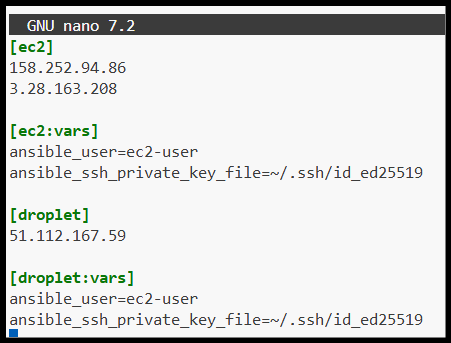 GNU nano 7.2
[ec2]
158.252.94.86
3.28.163.208
[ec2:vars]
ansible_user=ec2-user
ansible_ssh_private_key_file=~/.ssh/id_ed25519
[droplet]
51.112.167.59
[droplet:vars]
ansible_user=ec2-user
ansible_ssh_private_key_file=~/.ssh/id_ed25519